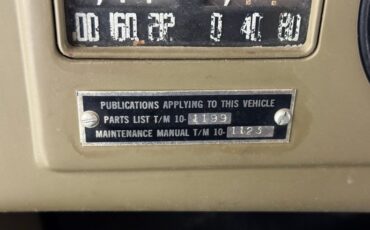 00 160 212 0 40 80
PUBLICATIONS APPLYING TO THIS VEHICLE
PARTS LIST T/M 10- 1199
MAINTENANCE MANUAL T/M 10- 1123